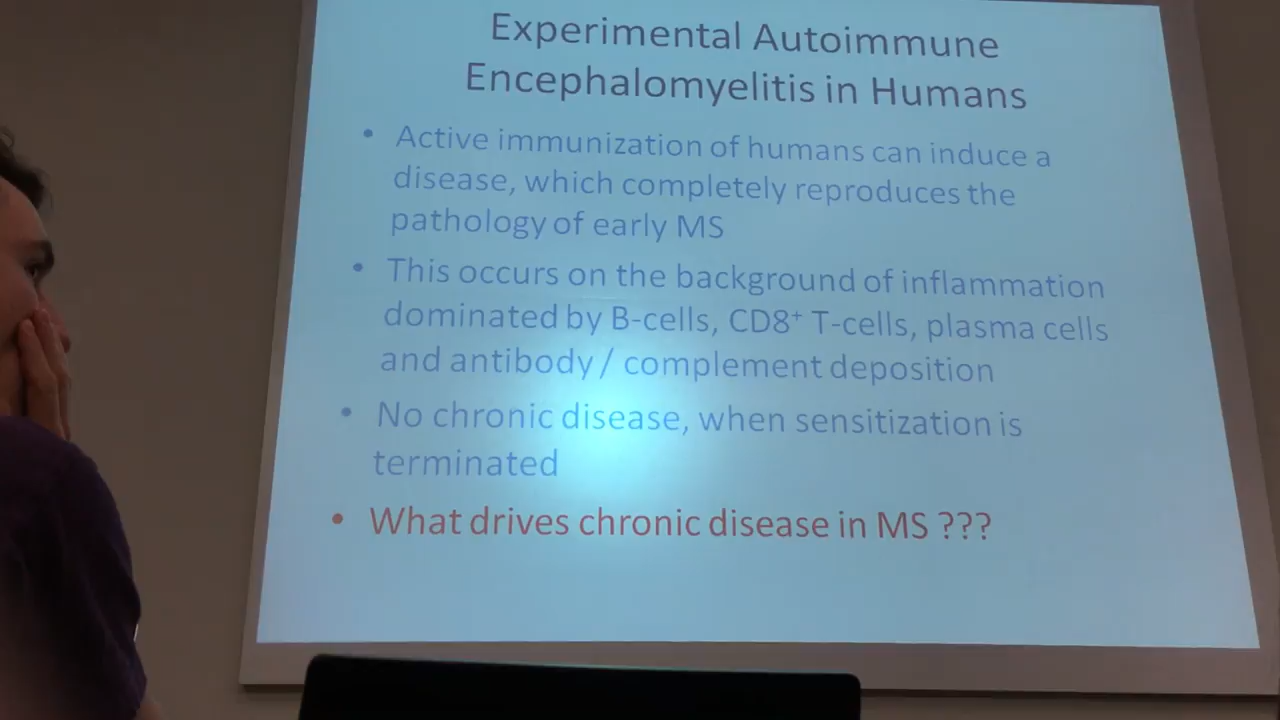 Experimental Autoimmune
Encephalomyelitis in Humans
• Active immunization of humans can induce a
disease, which completely reproduces the
pathology of early MS
• This occurs on the background of inflammation
dominated by B-cells, CD8⁺ T-cells, plasma cells
and antibody / complement deposition
• No chronic disease, when sensitization is
terminated
• What drives chronic disease in MS ???